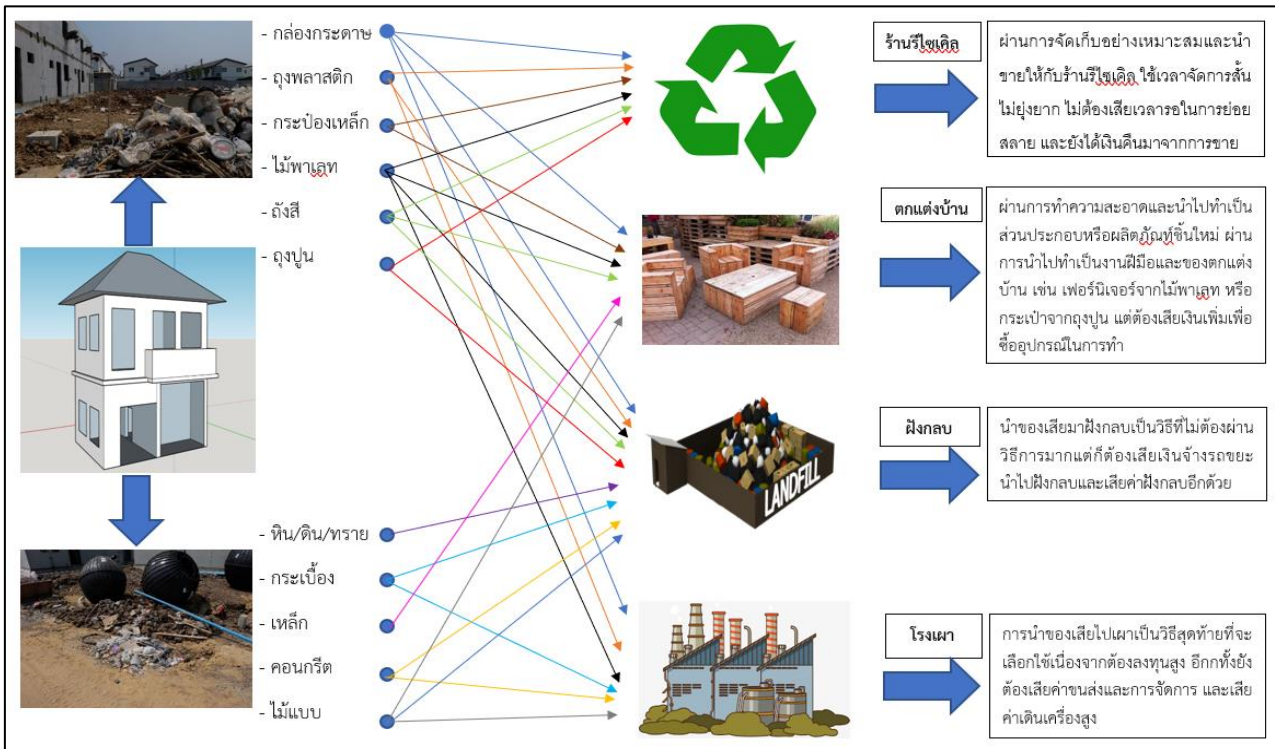 - กล่องกระดาษ
- ถุงพลาสติก
- กระป๋องเหล็ก
- ไม้พาเลท
- ถังสี
- ถุงปูน
- หิน/ดิน/ทราย
- กระเบื้อง
- เหล็ก
- คอนกรีต
- ไม้แบบ
LANDFILL
ร้านรีไซเคิล
ผ่านการจัดเก็บอย่างเหมาะสมและนำ
ขายให้กับร้านรีไซเคิล ใช้เวลาจัดการสั้น
ไม่ยุ่งยาก ไม่ต้องเสียเวลารอในการย่อย
สลาย และยังได้เงินคืนมาจากการขาย
ตกแต่งบ้าน
ผ่านการทำความสะอาดและนำไปทำเป็น
ส่วนประกอบหรือผลิตภัณฑ์ชิ้นใหม่ ผ่าน
การนำไปทำเป็นงานฝีมือและของตกแต่ง
บ้าน เช่น เฟอร์นิเจอร์จากไม้พาเลท หรือ
กระเป๋าจากถุงปูน แต่ต้องเสียเงินเพิ่มเพื่อ
ซื้ออุปกรณ์ในการทำ
ฝังกลบ
นำของเสียมาฝังกลบเป็นวิธีที่ไม่ต้องผ่าน
วิธีการมากแต่ก็ต้องเสียเงินจ้างรถขยะ
นำไปฝังกลบและเสียค่าฝังกลบอีกด้วย
โรงเผา
การนำของเสียไปเผาเป็นวิธีสุดท้ายที่จะ
เลือกใช้เนื่องจากต้องลงทุนสูง อีกกทั้งยัง
ต้องเสียค่าขนส่งและการจัดการ และเสีย
ค่าเดินเครื่องสูง